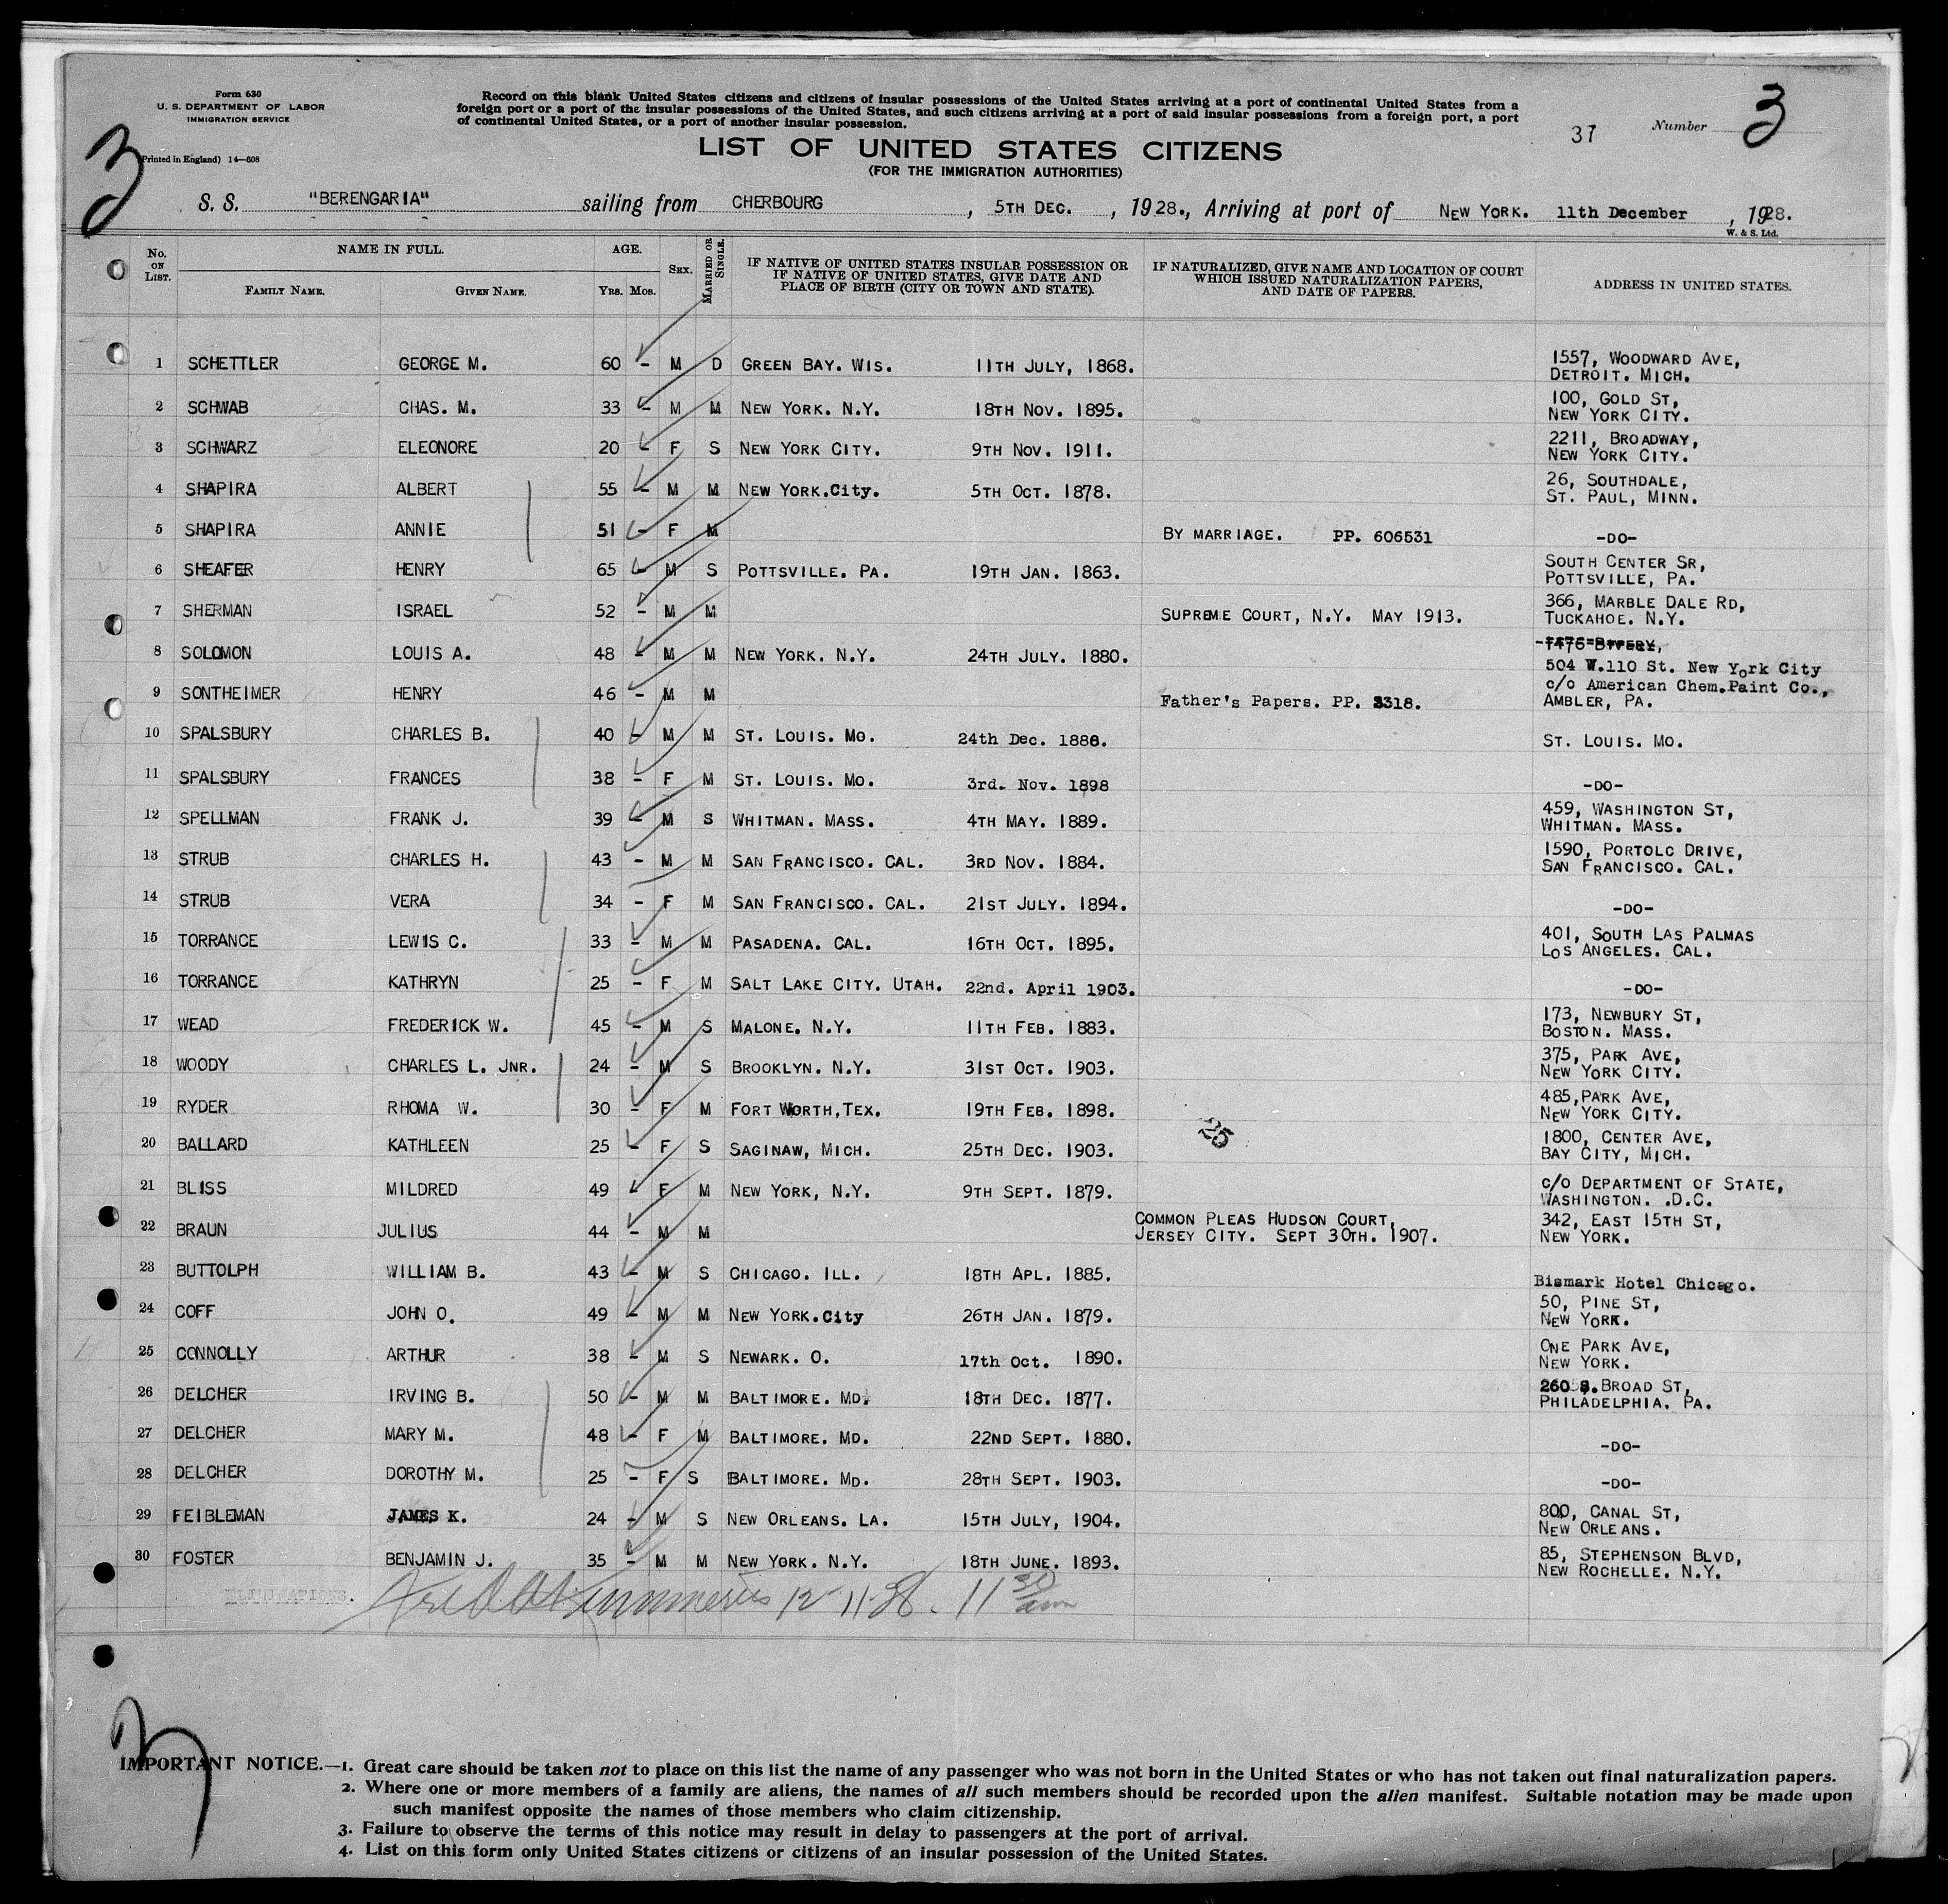 Form 630
U. S. DEPARTMENT OF LABOR
IMMIGRATION SERVICE
(Printed in England) 14—608
Record on this blank United States citizens and citizens of insular possessions of the United States arriving at a port of continental United States from a
foreign port or a port of the insular possessions of the United States, and such citizens arriving at a port of said insular possessions from a foreign port, a port
of continental United States, or a port of another insular possession.
37 Number 3
3
LIST OF UNITED STATES CITIZENS
(FOR THE IMMIGRATION AUTHORITIES)
S. S. "BERENGARIA" sailing from CHERBOURG, 5TH DEC., 1928., Arriving at port of NEW YORK. 11th December, 1928.
W. & S. Ltd.
No. ON LIST. NAME IN FULL. AGE. SEX. MARRIED OR SINGLE. IF NATIVE OF UNITED STATES INSULAR POSSESSION OR IF NATIVE OF UNITED STATES, GIVE DATE AND PLACE OF BIRTH (CITY OR TOWN AND STATE). IF NATURALIZED, GIVE NAME AND LOCATION OF COURT WHICH ISSUED NATURALIZATION PAPERS, AND DATE OF PAPERS. ADDRESS IN UNITED STATES.
FAMILY NAME. GIVEN NAME. Yrs. Mos.
1 SCHETTLER GEORGE M. 60 - M D GREEN BAY. WIS. 11TH JULY, 1868. 1557, WOODWARD AVE, DETROIT. MICH.
2 SCHWAB CHAS. M. 33 - M M NEW YORK. N.Y. 18TH NOV. 1895. 100, GOLD ST, NEW YORK CITY.
3 SCHWARZ ELEONORE 20 - F S NEW YORK CITY. 9TH NOV. 1911. 2211, BROADWAY, NEW YORK CITY.
4 SHAPIRA ALBERT 55 - M M NEW YORK.City. 5TH OCT. 1878. 26, SOUTHDALE, ST. PAUL, MINN.
5 SHAPIRA ANNIE 51 - F M BY MARRIAGE. PP. 606531 -DO-
6 SHEAFER HENRY 65 - M S POTTSVILLE. PA. 19TH JAN. 1863. SOUTH CENTER SR, POTTSVILLE, PA.
7 SHERMAN ISRAEL 52 - M M SUPREME COURT, N.Y. MAY 1913. 366, MARBLE DALE RD, TUCKAHOE. N.Y.
8 SOLOMON LOUIS A. 48 - M M NEW YORK. N.Y. 24TH JULY. 1880. 504 W.110 St. New York City
9 SONTHEIMER HENRY 46 - M M Father's Papers. PP. 3318. c/o American Chem.Paint Co., AMBLER, PA.
10 SPALSBURY CHARLES B. 40 - M M ST. LOUIS. MO. 24th Dec. 1888. ST. LOUIS. MO.
11 SPALSBURY FRANCES 38 - F M ST. LOUIS. MO. 3rd. Nov. 1898 -DO-
12 SPELLMAN FRANK J. 39 - M S WHITMAN. MASS. 4TH MAY. 1889. 459, WASHINGTON ST, WHITMAN. MASS.
13 STRUB CHARLES H. 43 - M M SAN FRANCISCO. CAL. 3RD NOV. 1884. 1590, PORTOLC DRIVE, SAN FRANCISCO. CAL.
14 STRUB VERA 34 - F M SAN FRANCISCO. CAL. 21ST JULY. 1894. -DO-
15 TORRANCE LEWIS C. 33 - M M PASADENA. CAL. 16TH OCT. 1895. 401, SOUTH LAS PALMAS LOS ANGELES. CAL.
16 TORRANCE KATHRYN 25 - F M SALT LAKE CITY. UTAH. 22nd. April 1903. -DO-
17 WEAD FREDERICK W. 45 - M S MALONE. N.Y. 11TH FEB. 1883. 173, NEWBURY ST, BOSTON. MASS.
18 WOODY CHARLES L. JNR. 24 - M S BROOKLYN. N.Y. 31ST OCT. 1903. 375, PARK AVE, NEW YORK CITY.
19 RYDER RHOMA W. 30 - F M FORT WORTH,TEX. 19TH FEB. 1898. 485,PARK AVE, NEW YORK CITY.
25
20 BALLARD KATHLEEN 25 - F S SAGINAW, MICH. 25TH DEC. 1903. 1800, CENTER AVE, BAY CITY, MICH.
21 BLISS MILDRED 49 - F M NEW YORK, N.Y. 9TH SEPT. 1879. c/o DEPARTMENT OF STATE, WASHINGTON. .D.C.
22 BRAUN JULIUS 44 - M M COMMON PLEAS HUDSON COURT, JERSEY CITY. SEPT 30TH. 1907. 342, EAST 15TH ST, NEW YORK.
23 BUTTOLPH WILLIAM B. 43 - M S CHICAGO. ILL. 18TH APL. 1885. Bismark Hotel Chicago.
24 COFF JOHN O. 49 - M M NEW YORK.City 26TH JAN. 1879. 50, PINE ST, NEW YORK.
25 CONNOLLY ARTHUR 38 - M S NEWARK. O. 17th Oct. 1890. ONE PARK AVE, NEW YORK.
26 DELCHER IRVING B. 50 - M M BALTIMORE. MD. 18TH DEC. 1877. 260 S. BROAD ST, PHILADELPHIA. PA.
27 DELCHER MARY M. 48 - F M BALTIMORE. MD. 22ND SEPT. 1880. -DO-
28 DELCHER DOROTHY M. 25 - F S BALTIMORE. MD. 28TH SEPT. 1903. -DO-
29 FEIBLEMAN JAMES K. 24 - M S NEW ORLEANS. LA. 15TH JULY, 1904. 800, CANAL ST, NEW ORLEANS.
30 FOSTER BENJAMIN J. 35 - M M NEW YORK. N.Y. 18TH JUNE. 1893. 85, STEPHENSON BLVD, NEW ROCHELLE. N.Y.
12-11-28. 11 30 am
3
IMPORTANT NOTICE.—1. Great care should be taken not to place on this list the name of any passenger who was not born in the United States or who has not taken out final naturalization papers.
2. Where one or more members of a family are aliens, the names of all such members should be recorded upon the alien manifest. Suitable notation may be made upon
such manifest opposite the names of those members who claim citizenship.
3. Failure to observe the terms of this notice may result in delay to passengers at the port of arrival.
4. List on this form only United States citizens or citizens of an insular possession of the United States.